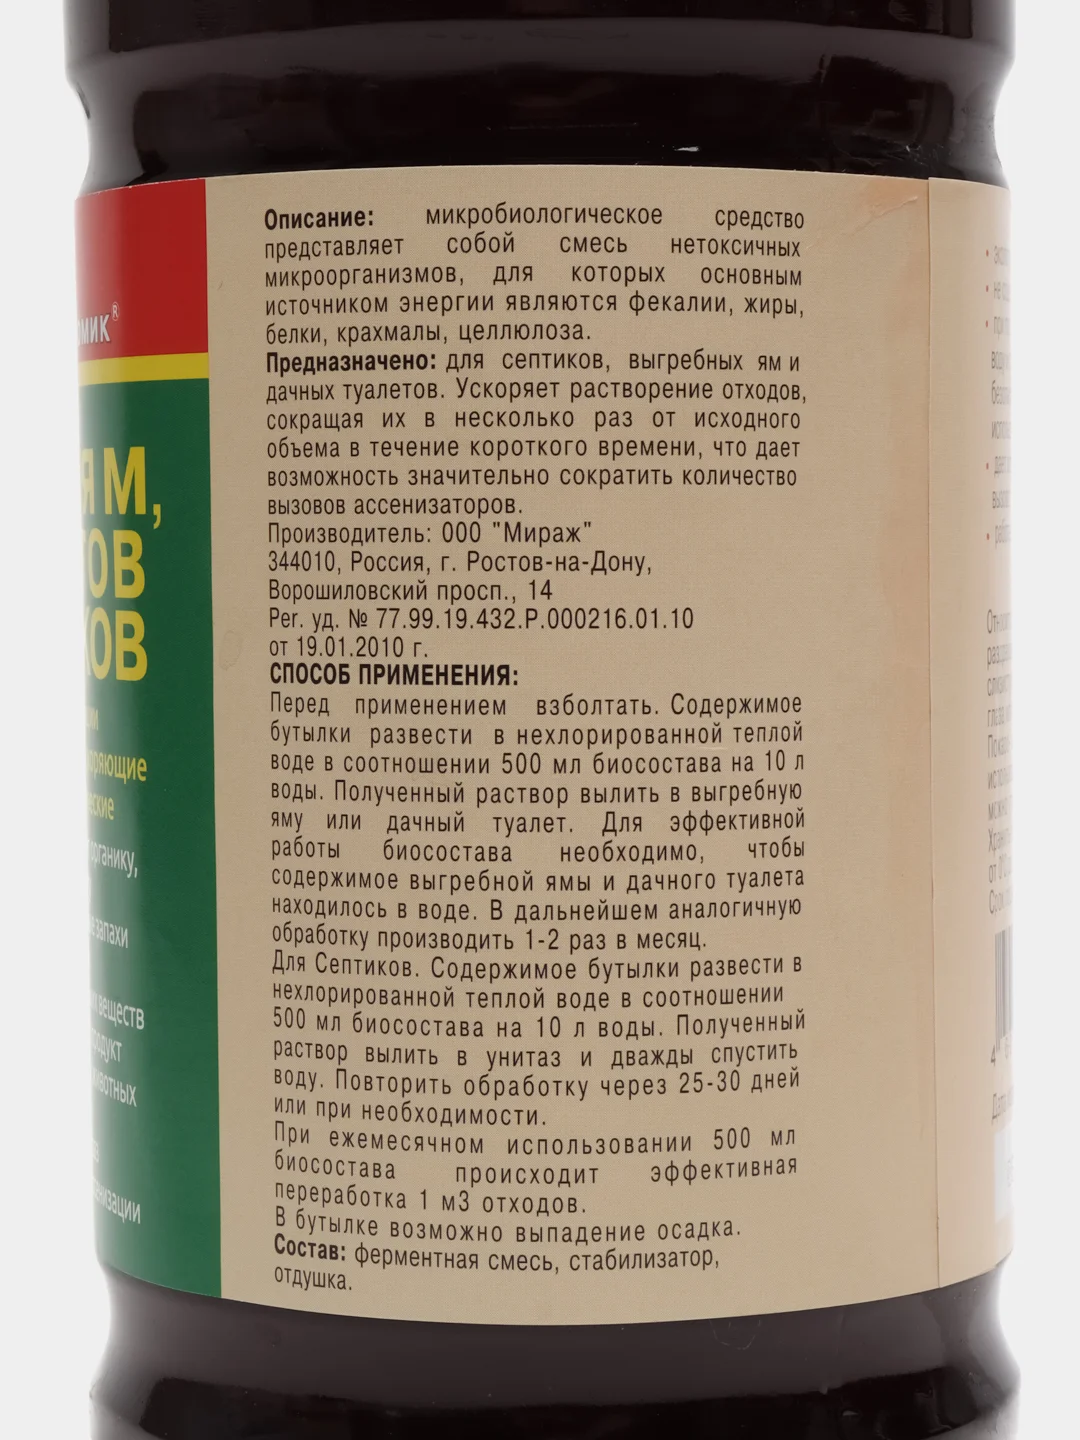 Описание: микробиологическое средство
представляет собой смесь нетоксичных
микроорганизмов, для которых основным
источником энергии являются фекалии, жиры,
белки, крахмалы, целлюлоза.
Предназначено: для септиков, выгребных ям и
дачных туалетов. Ускоряет растворение отходов,
сокращая их в несколько раз от исходного
объема в течение короткого времени, что дает
возможность значительно сократить количество
вызовов ассенизаторов.
Производитель: ООО "Мираж"
344010, Россия, г. Ростов-на-Дону,
Ворошиловский просп., 14
Рег. уд. № 77.99.19.432.Р.000216.01.10
от 19.01.2010 г.
СПОСОБ ПРИМЕНЕНИЯ:
Перед применением взболтать. Содержимое
бутылки развести в нехлорированной теплой
воде в соотношении 500 мл биосостава на 10 л
воды. Полученный раствор вылить в выгребную
яму или дачный туалет. Для эффективной
работы биосостава необходимо, чтобы
содержимое выгребной ямы и дачного туалета
находилось в воде. В дальнейшем аналогичную
обработку производить 1-2 раз в месяц.
Для Септиков. Содержимое бутылки развести в
нехлорированной теплой воде в соотношении
500 мл биосостава на 10 л воды. Полученный
раствор вылить в унитаз и дважды спустить
воду. Повторить обработку через 25-30 дней
или при необходимости.
При ежемесячном использовании 500 мл
биосостава происходит эффективная
переработка 1 м3 отходов.
В бутылке возможно выпадение осадка.
Состав: ферментная смесь, стабилизатор,
отдушка.
запахи
веществ